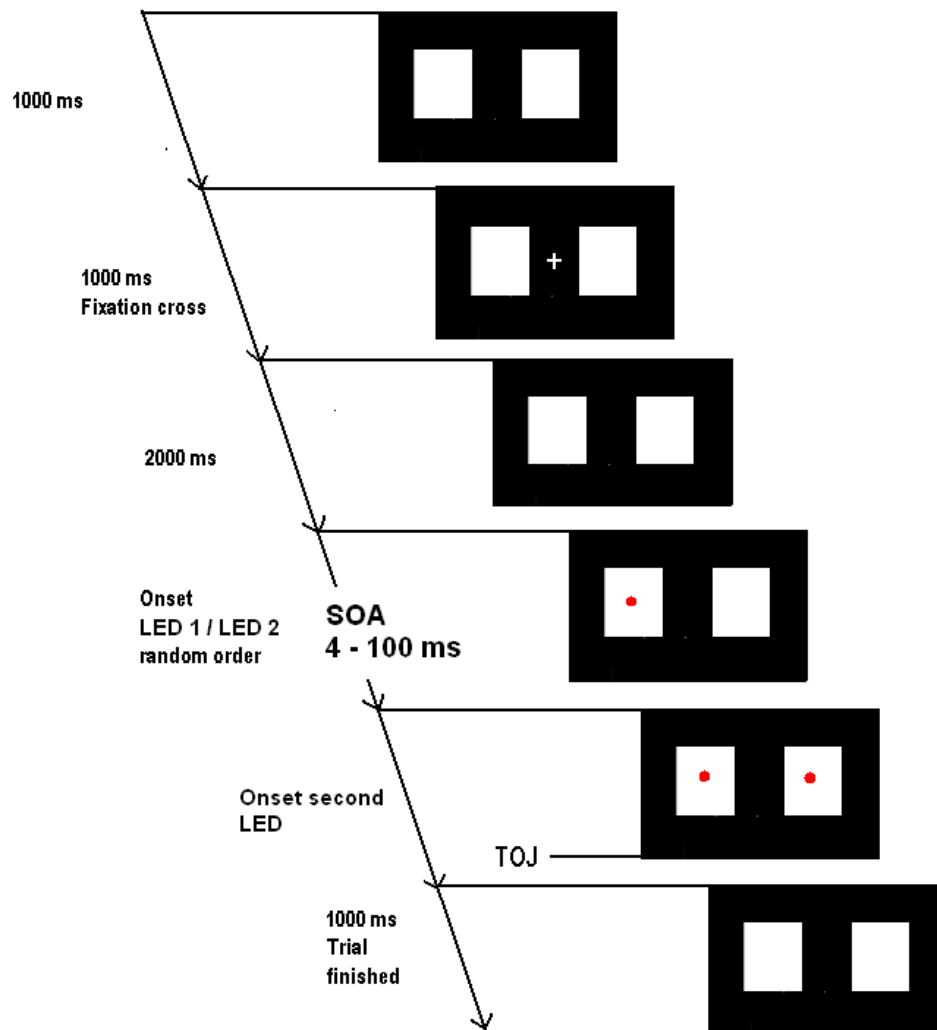 1000 ms
1000 ms
Fixation cross
2000 ms
Onset
LED 1 / LED 2
random order
SOA
4 - 100 ms
Onset second
LED
TOJ
1000 ms
Trial
finished